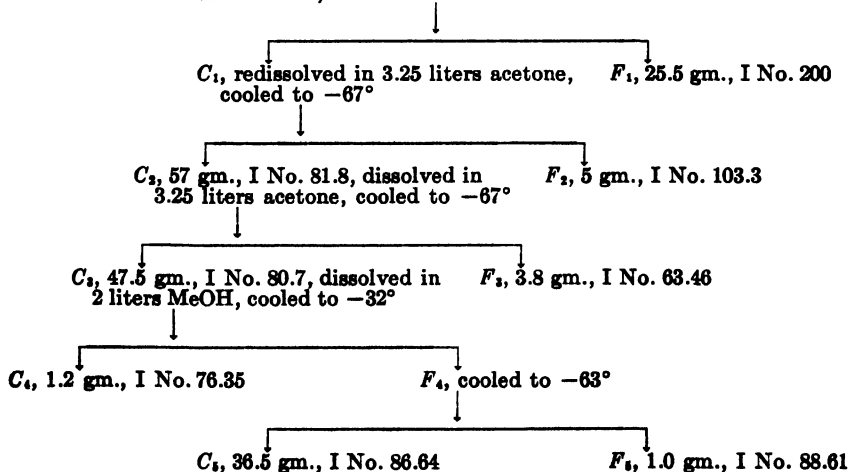 C₁, redissolved in 3.25 liters acetone, F₁, 25.5 gm., I No. 200
cooled to −67°
C₂, 57 gm., I No. 81.8, dissolved in F₂, 5 gm., I No. 103.3
3.25 liters acetone, cooled to −67°
C₃, 47.5 gm., I No. 80.7, dissolved in F₃, 3.8 gm., I No. 63.46
2 liters MeOH, cooled to −32°
C₄, 1.2 gm., I No. 76.35 F₄, cooled to −63°
C₅, 36.5 gm., I No. 86.64 F₅, 1.0 gm., I No. 88.61